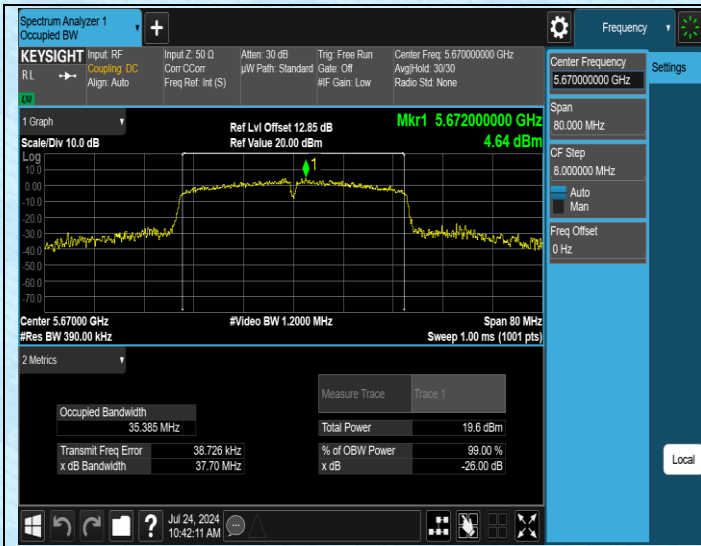 Spectrum Analyzer 1
Occupied BW
KEYSIGHT
R L
LXI
Input: RF
Coupling: DC
Align: Auto
Input Z: 50 Ω
Corr CCorr
Freq Ref: Int (S)
Atten: 30 dB
µW Path: Standard
Trig: Free Run
Gate: Off
#IF Gain: Low
Center Freq: 5.670000000 GHz
Avg|Hold: 30/30
Radio Std: None
1 Graph
Scale/Div 10.0 dB
Ref Lvl Offset 12.85 dB
Ref Value 20.00 dBm
Mkr1 5.672000000 GHz
4.64 dBm
Log
10.0
0.00
-10.0
-20.0
-30.0
-40.0
-50.0
-60.0
-70.0
1
Center 5.67000 GHz
#Res BW 390.00 kHz
#Video BW 1.2000 MHz
Span 80 MHz
Sweep 1.00 ms (1001 pts)
2 Metrics
Measure Trace
Trace 1
Occupied Bandwidth
35.385 MHz
Total Power
19.6 dBm
Transmit Freq Error
38.726 kHz
% of OBW Power
99.00 %
x dB Bandwidth
37.70 MHz
x dB
-26.00 dB
?
Jul 24, 2024
10:42:11 AM
Frequency
Center Frequency
5.670000000 GHz
Settings
Span
80.000 MHz
CF Step
8.000000 MHz
Auto
Man
Freq Offset
0 Hz
Local